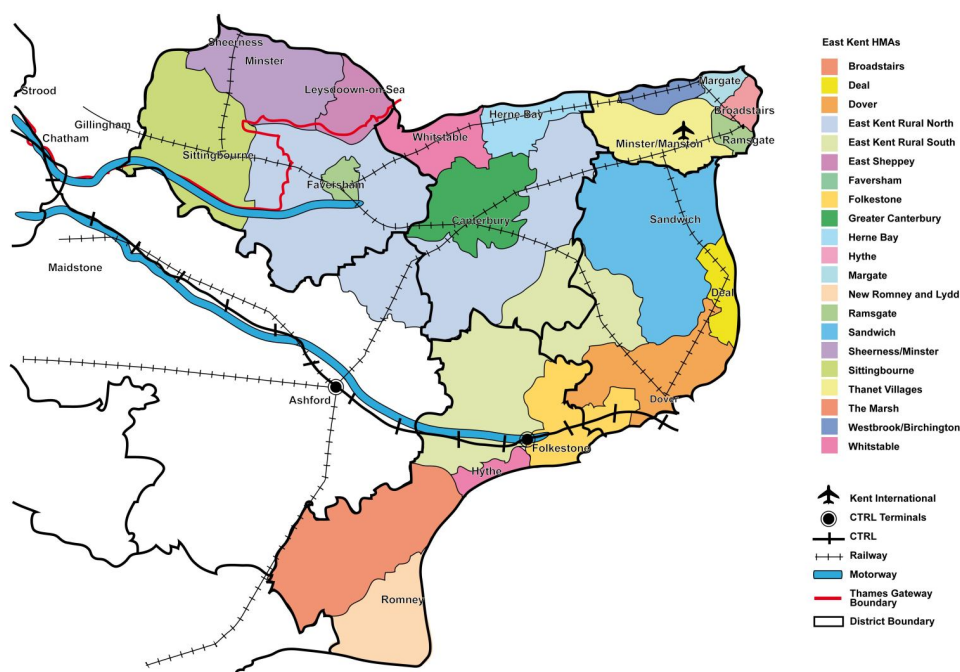 Sheerness
Minster
Leysdoown-on-Sea
Strood
Gillingham
Chatham
Sittingbourne
Faversham
Whitstable
Herne Bay
Margate
Broadstairs
Ramsgate
Minster/Manston
Canterbury
Sandwich
Deal
Maidstone
Ashford
Dover
Folkestone
Hythe
Romney
East Kent HMAs
Broadstairs
Deal
Dover
East Kent Rural North
East Kent Rural South
East Sheppey
Faversham
Folkestone
Greater Canterbury
Herne Bay
Hythe
Margate
New Romney and Lydd
Ramsgate
Sandwich
Sheerness/Minster
Sittingbourne
Thanet Villages
The Marsh
Westbrook/Birchington
Whitstable
Kent International
CTRL Terminals
CTRL
Railway
Motorway
Thames Gateway
Boundary
District Boundary